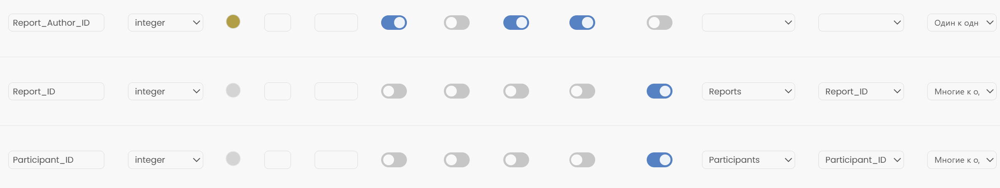 Report_Author_ID integer Один к одн
Report_ID integer Reports Report_ID Многие к о
Participant_ID integer Participants Participant_ID Многие к о